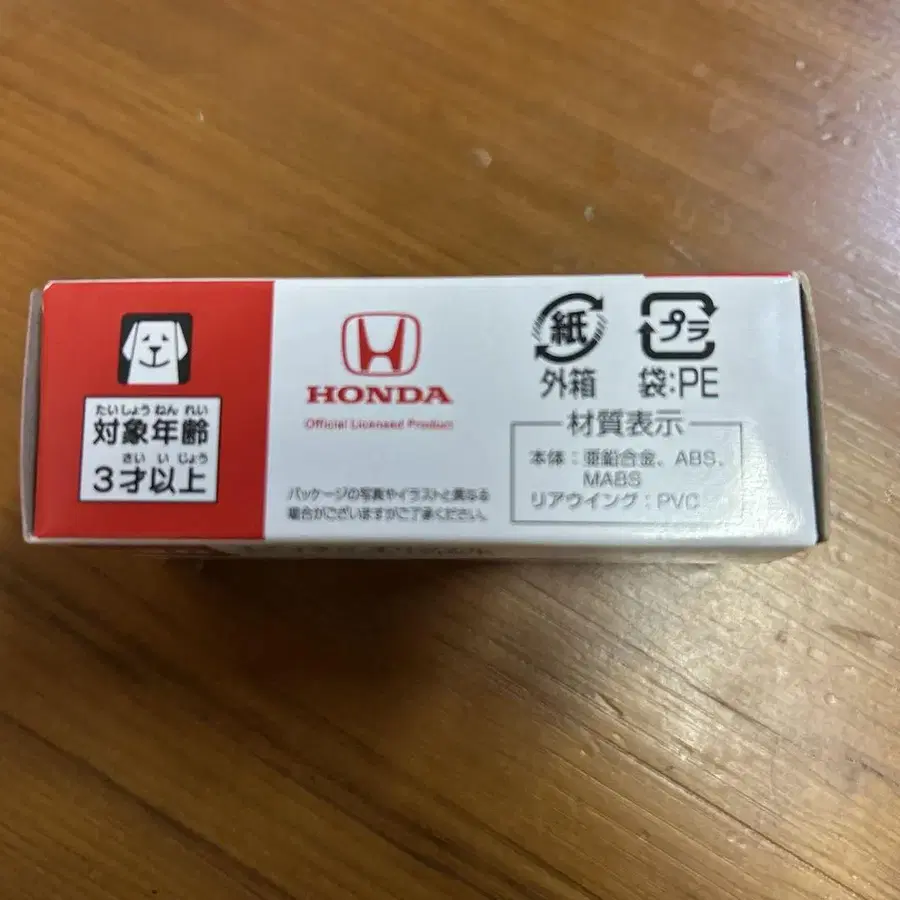 たいしょう ねん れい
対象年齢
さい い じょう
3才以上
HONDA
Official Licensed Product
パッケージの写真やイラストと異なる
場合がございますがご了承ください。
紙
外箱
プラ
袋:PE
材質表示
本体:亜鉛合金、ABS、
MABS
リアウイング:PVC